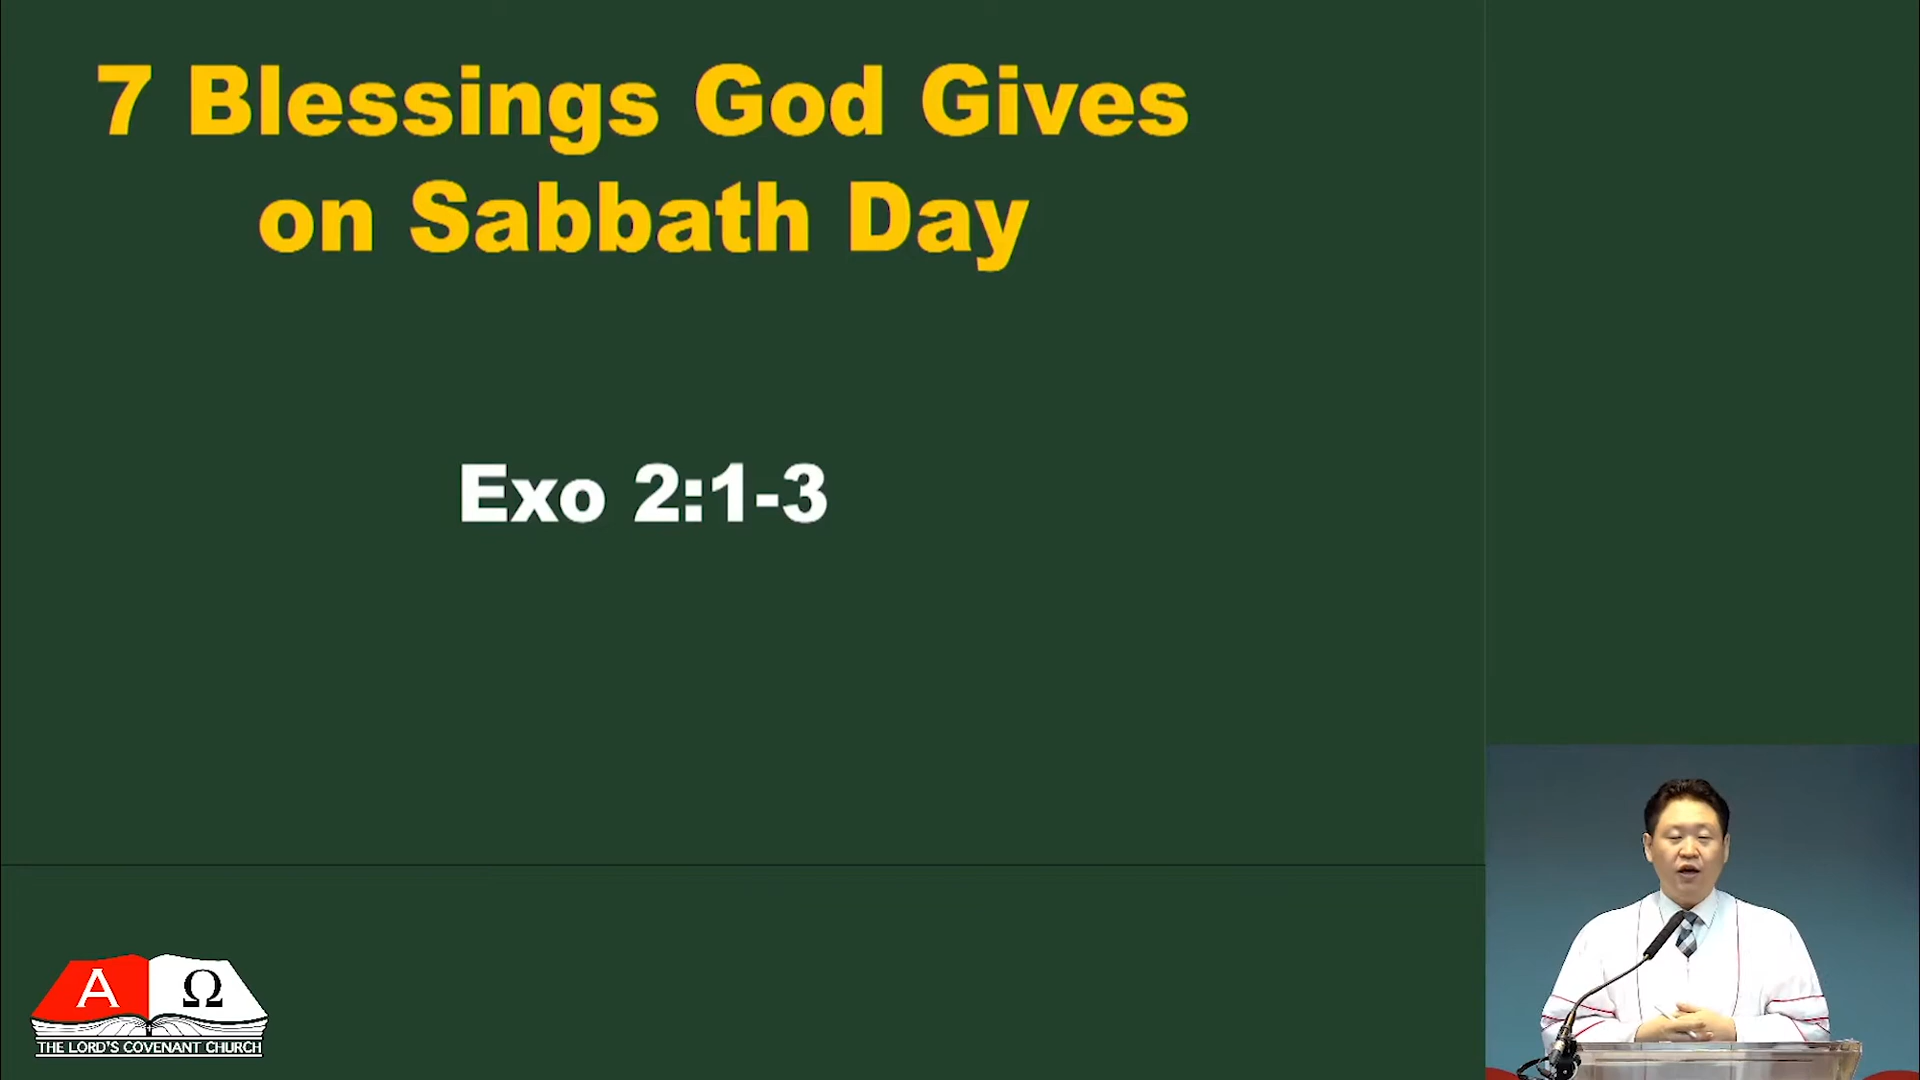 7 Blessings God Gives
on Sabbath Day
Exo 2:1-3
A Ω
THE LORD'S COVENANT CHURCH